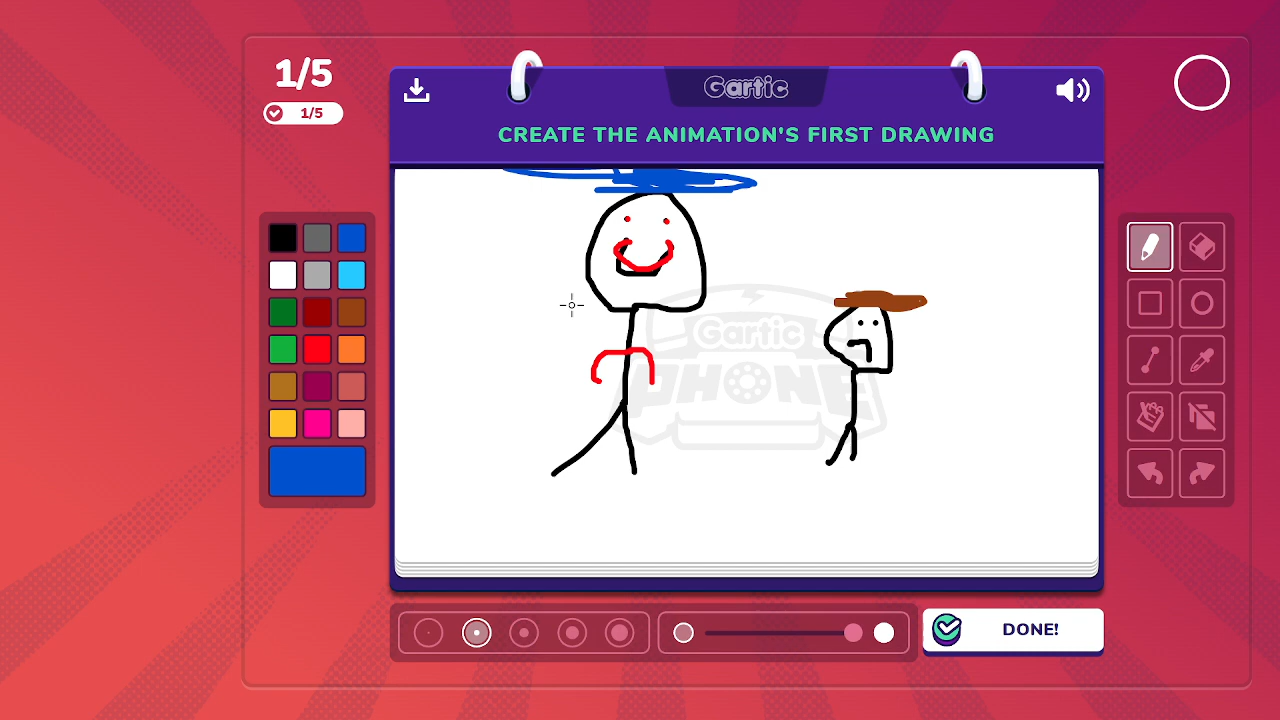 1/5
1/5
Gartic
CREATE THE ANIMATION'S FIRST DRAWING
Gartic
PHONE
DONE!